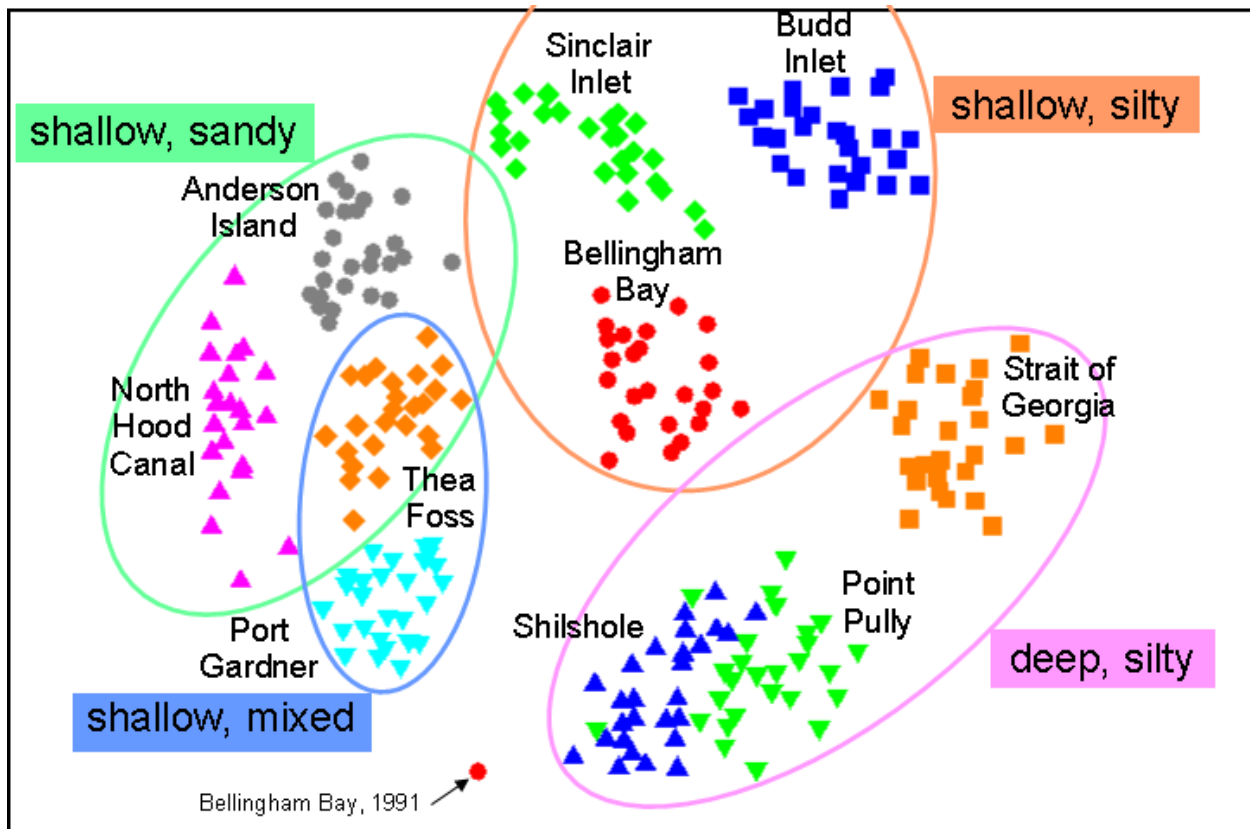 Sinclair
Inlet
Budd
Inlet
shallow, silty
shallow, sandy
Anderson
Island
Bellingham
Bay
North
Hood
Canal
Strait of
Georgia
Thea
Foss
Shilshole
Point
Pully
Port
Gardner
deep, silty
shallow, mixed
Bellingham Bay, 1991